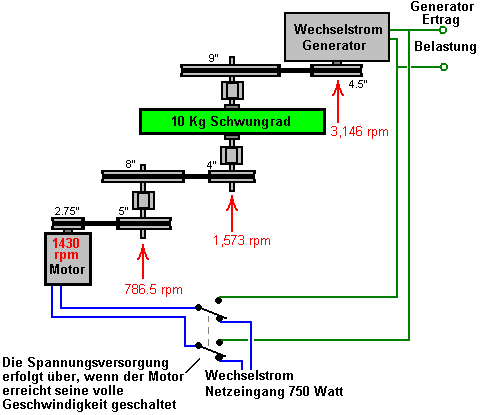 Generator
Ertrag
Wechselstrom
Generator
Belastung
9"
4.5"
10 Kg Schwungrad
3,146 rpm
8"
4"
2.75"
5"
1430
rpm
Motor
1,573 rpm
786.5 rpm
Die Spannungsversorgung
erfolgt über, wenn der Motor
erreicht seine volle
Geschwindigkeit geschaltet
Wechselstrom
Netzeingang 750 Watt